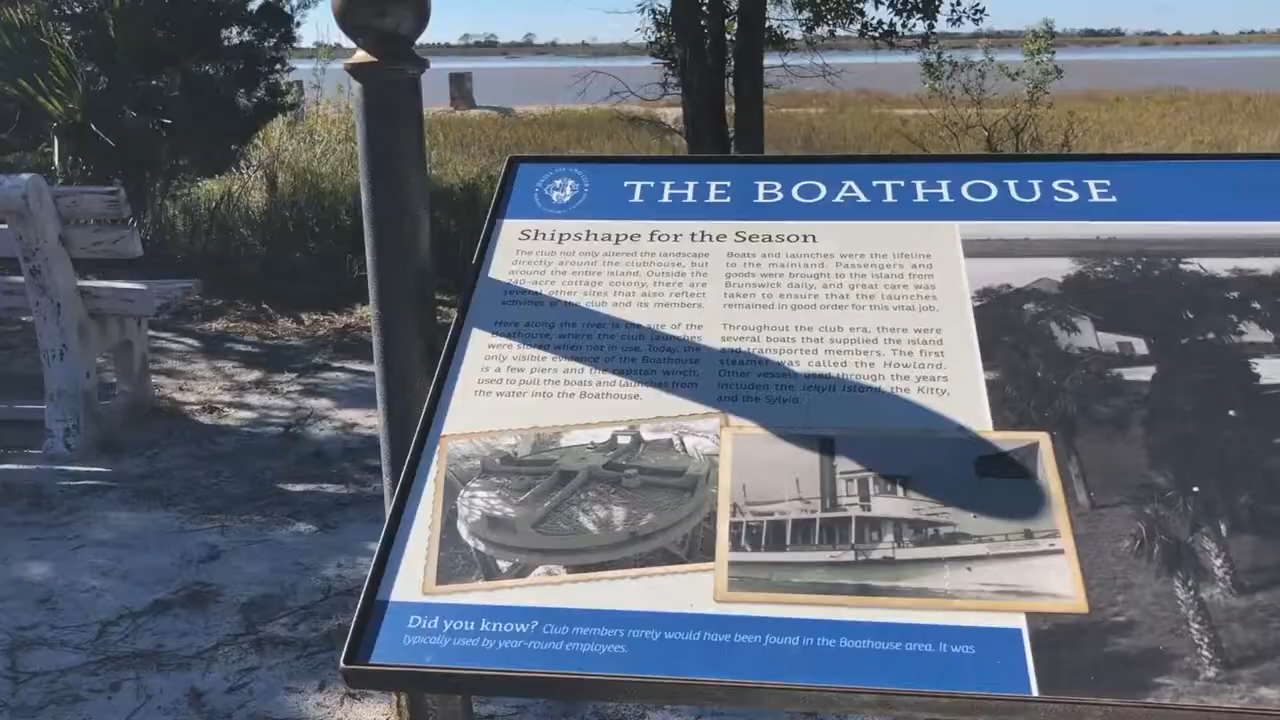 THE BOATHOUSE
Shipshape for the Season
The club not only altered the landscape
directly around the clubhouse, but
around the entire island. Outside the
240-acre cottage colony, there are
several other sites that also reflect
activities of the club and its members.
Here along the river is the site of the
Boathouse, where the club launches
were stored when not in use. Today, the
only visible evidence of the Boathouse
is a few piers and the capstan winch,
used to pull the boats and launches from
the water into the Boathouse.
Boats and launches were the lifeline
to the mainland. Passengers and
goods were brought to the island from
Brunswick daily, and great care was
taken to ensure that the launches
remained in good order for this vital job.
Throughout the club era, there were
several boats that supplied the island
and transported members. The first
steamer was called the Howland.
Other vessels used through the years
included the Jekyll Island, the Kitty,
and the Sylvia.
Did you know? Club members rarely would have been found in the Boathouse area. It was
typically used by year-round employees.